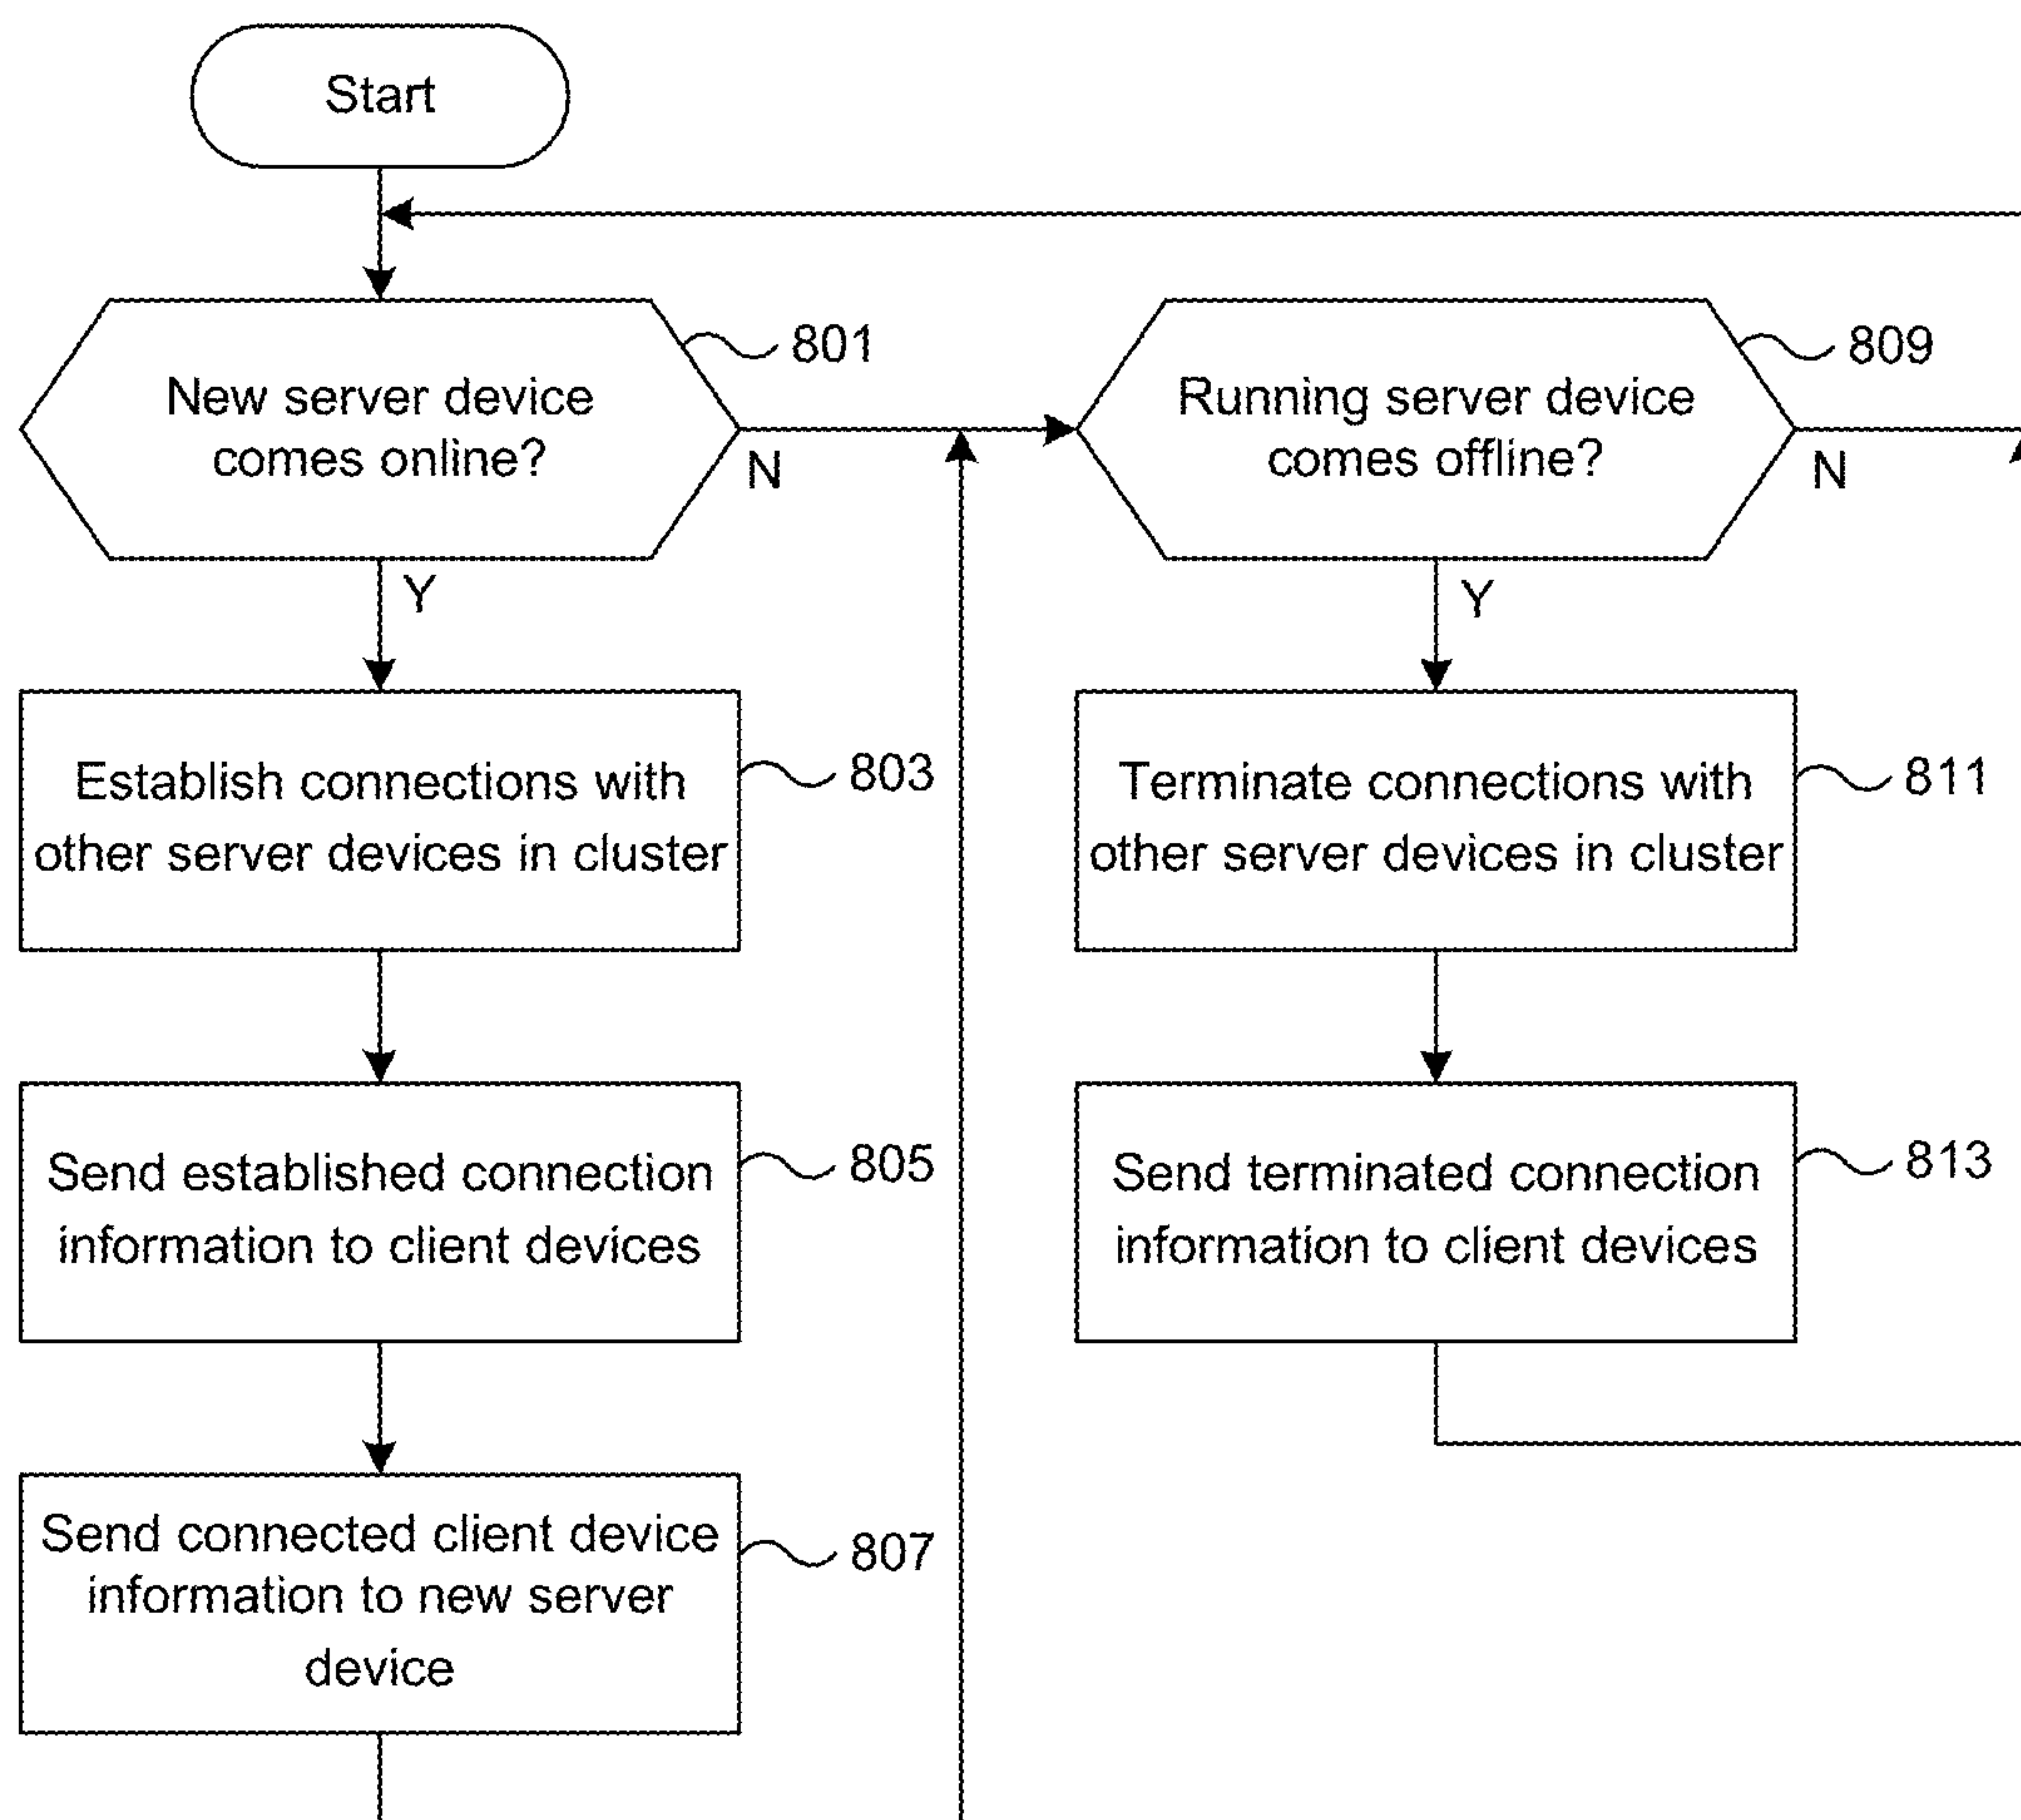 Start
New server device
comes online?
801
N
Y
Establish connections with
other server devices in cluster
803
Send established connection
information to client devices
805
Send connected client device
information to new server
device
807
Running server device
comes offline?
809
N
Y
Terminate connections with
other server devices in cluster
811
Send terminated connection
information to client devices
813